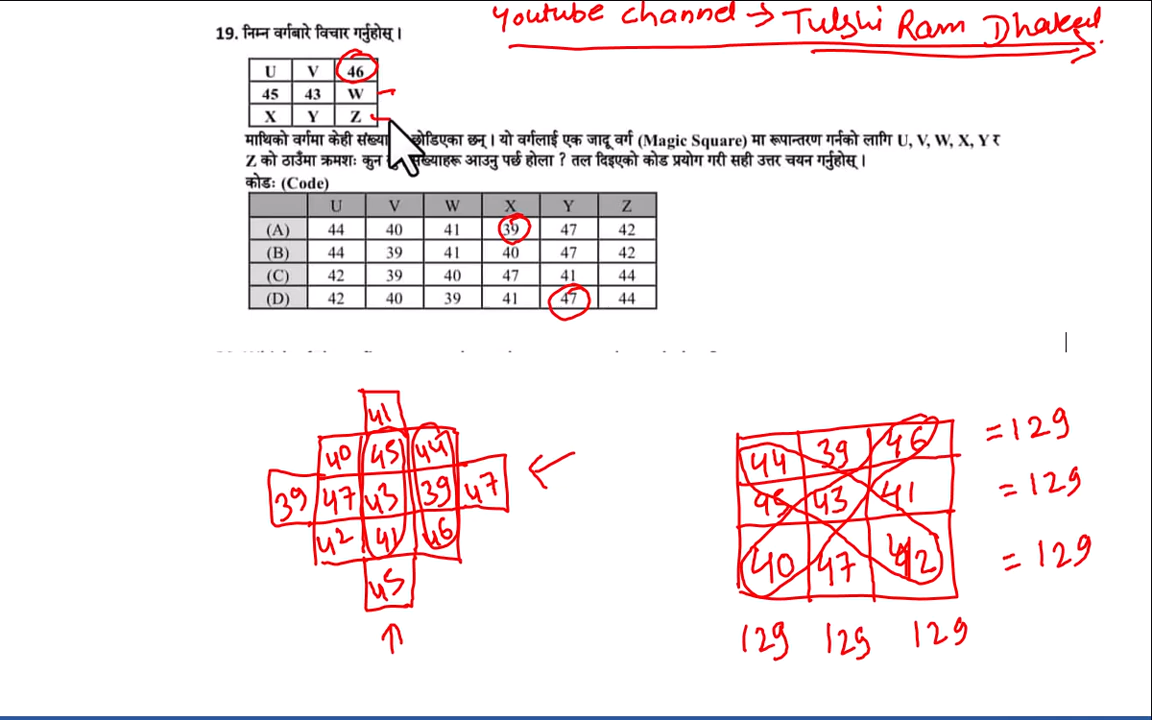 Youtube channel → Tulshi Ram Dhakal
19. निम्न वर्गबारे विचार गर्नुहोस् ।
U V 46
45 43 W
X Y Z
माथिको वर्गमा केही संख्या छोडिएका छन् । यो वर्गलाई एक जादू वर्ग (Magic Square) मा रूपान्तरण गर्नको लागि U, V, W, X, Y र
Z को ठाउँमा क्रमशः कुन संख्याहरू आउनु पर्छ होला ? तल दिइएको कोड प्रयोग गरी सही उत्तर चयन गर्नुहोस् ।
कोडः (Code)
U V W X Y Z
(A) 44 40 41 39 47 42
(B) 44 39 41 40 47 42
(C) 42 39 40 47 41 44
(D) 42 40 39 41 47 44
41
40 45 44
39 47 43 39 47
42 41 46
45
44 39 46 = 129
45 43 41 = 129
40 47 42 = 129
129 129 129